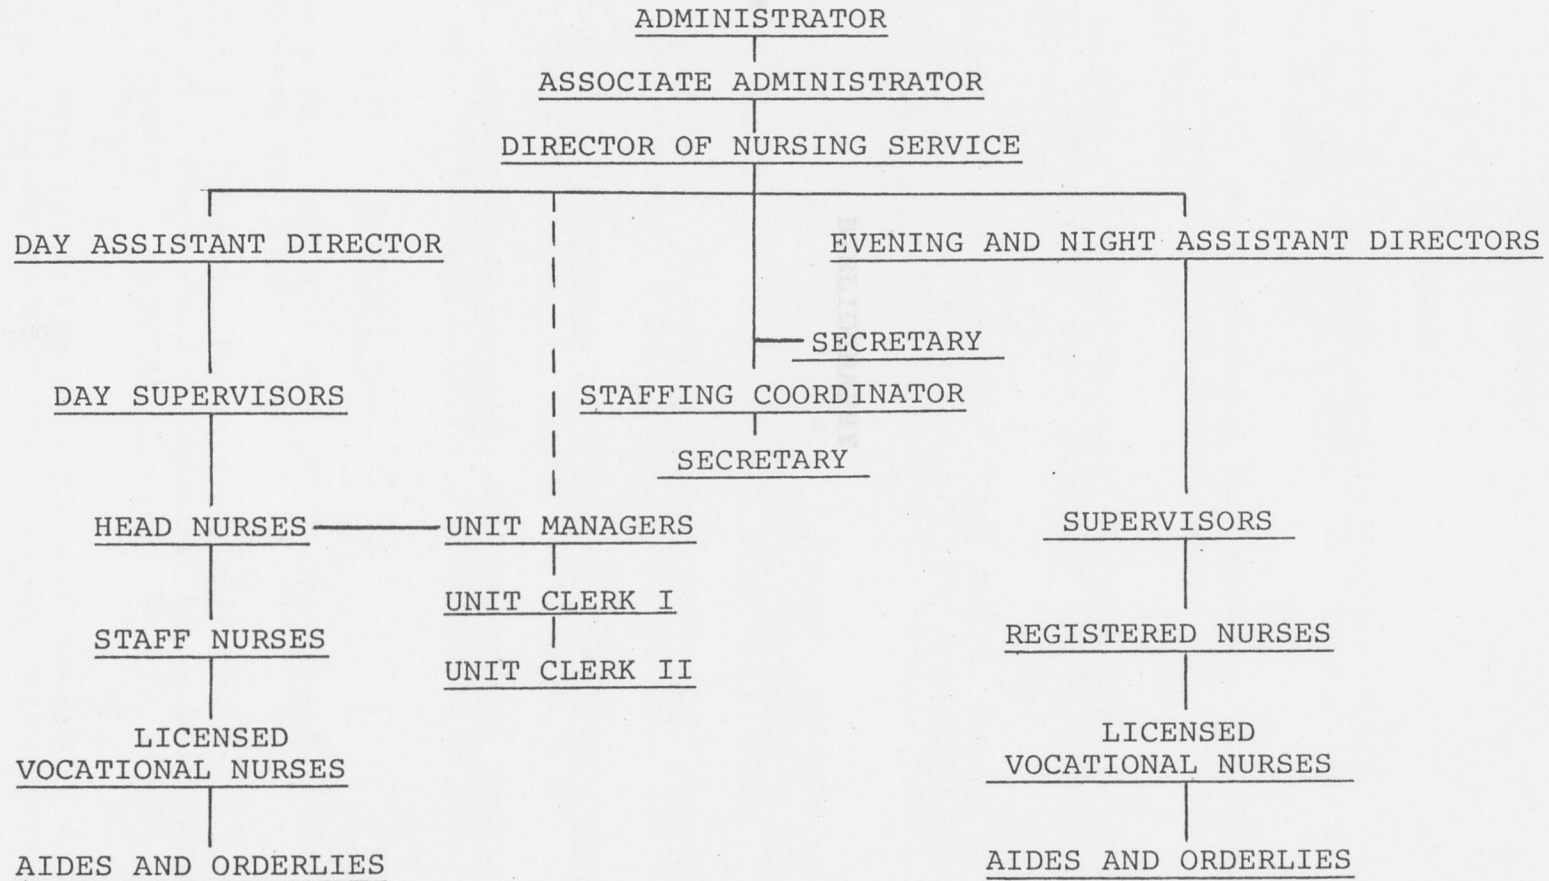 ADMINISTRATOR
ASSOCIATE ADMINISTRATOR
DIRECTOR OF NURSING SERVICE
DAY ASSISTANT DIRECTOR
EVENING AND NIGHT ASSISTANT DIRECTORS
SECRETARY
DAY SUPERVISORS
STAFFING COORDINATOR
SECRETARY
HEAD NURSES
UNIT MANAGERS
SUPERVISORS
UNIT CLERK I
STAFF NURSES
REGISTERED NURSES
UNIT CLERK II
LICENSED
VOCATIONAL NURSES
LICENSED
VOCATIONAL NURSES
AIDES AND ORDERLIES
AIDES AND ORDERLIES